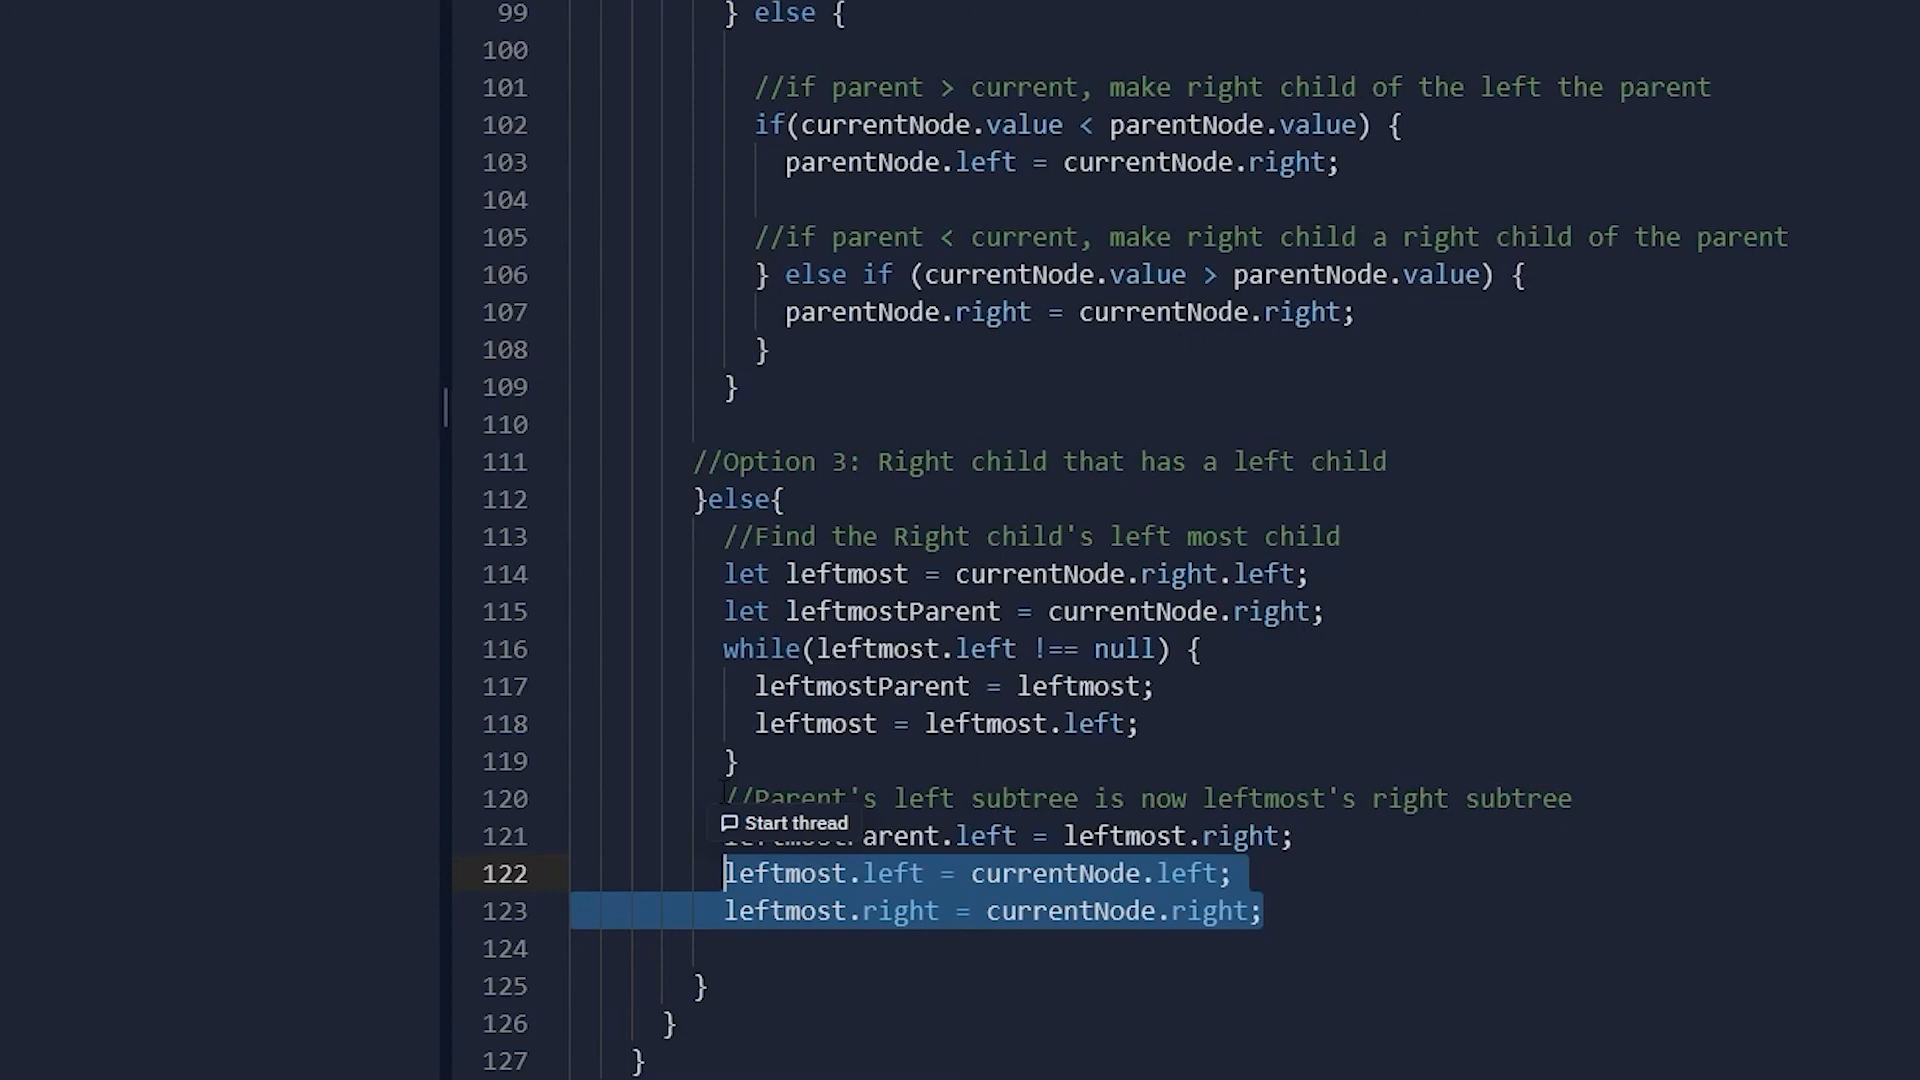 99 } else {
100
101 //if parent > current, make right child of the left the parent
102 if(currentNode.value < parentNode.value) {
103 parentNode.left = currentNode.right;
104
105 //if parent < current, make right child a right child of the parent
106 } else if (currentNode.value > parentNode.value) {
107 parentNode.right = currentNode.right;
108 }
109 }
110
111 //Option 3: Right child that has a left child
112 }else{
113 //Find the Right child's left most child
114 let leftmost = currentNode.right.left;
115 let leftmostParent = currentNode.right;
116 while(leftmost.left !== null) {
117 leftmostParent = leftmost;
118 leftmost = leftmost.left;
119 }
120 //Parent's left subtree is now leftmost's right subtree
Start thread
121 arent.left = leftmost.right;
122 leftmost.left = currentNode.left;
123 leftmost.right = currentNode.right;
124
125 }
126 }
127 }